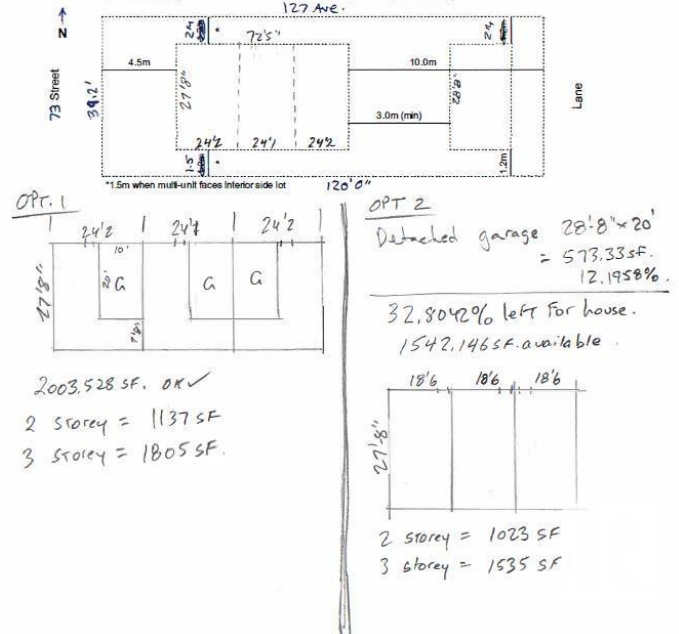 127 Ave.
N
72'5"
4.5m
10.0m
73 Street
39.2'
27'8"
28'8"
Lane
3.0m (min)
24'2 24'1 24'2
1.5
1.2m
*1.5m when multi-unit faces Interior side lot
120'0"
OPT. 1
24'2 24'1 24'2
10'
27'8"
20'
G G G
7'8"
2003.528 SF. OK ✓
2 storey = 1137 SF
3 storey = 1805 SF.
OPT 2
Detached garage 28'-8" x 20'
= 573.33 sf.
12.1958%.
32.8042% left for house.
1542.146 SF. available.
18'6 18'6 18'6
27'8"
2 storey = 1023 SF
3 storey = 1535 SF